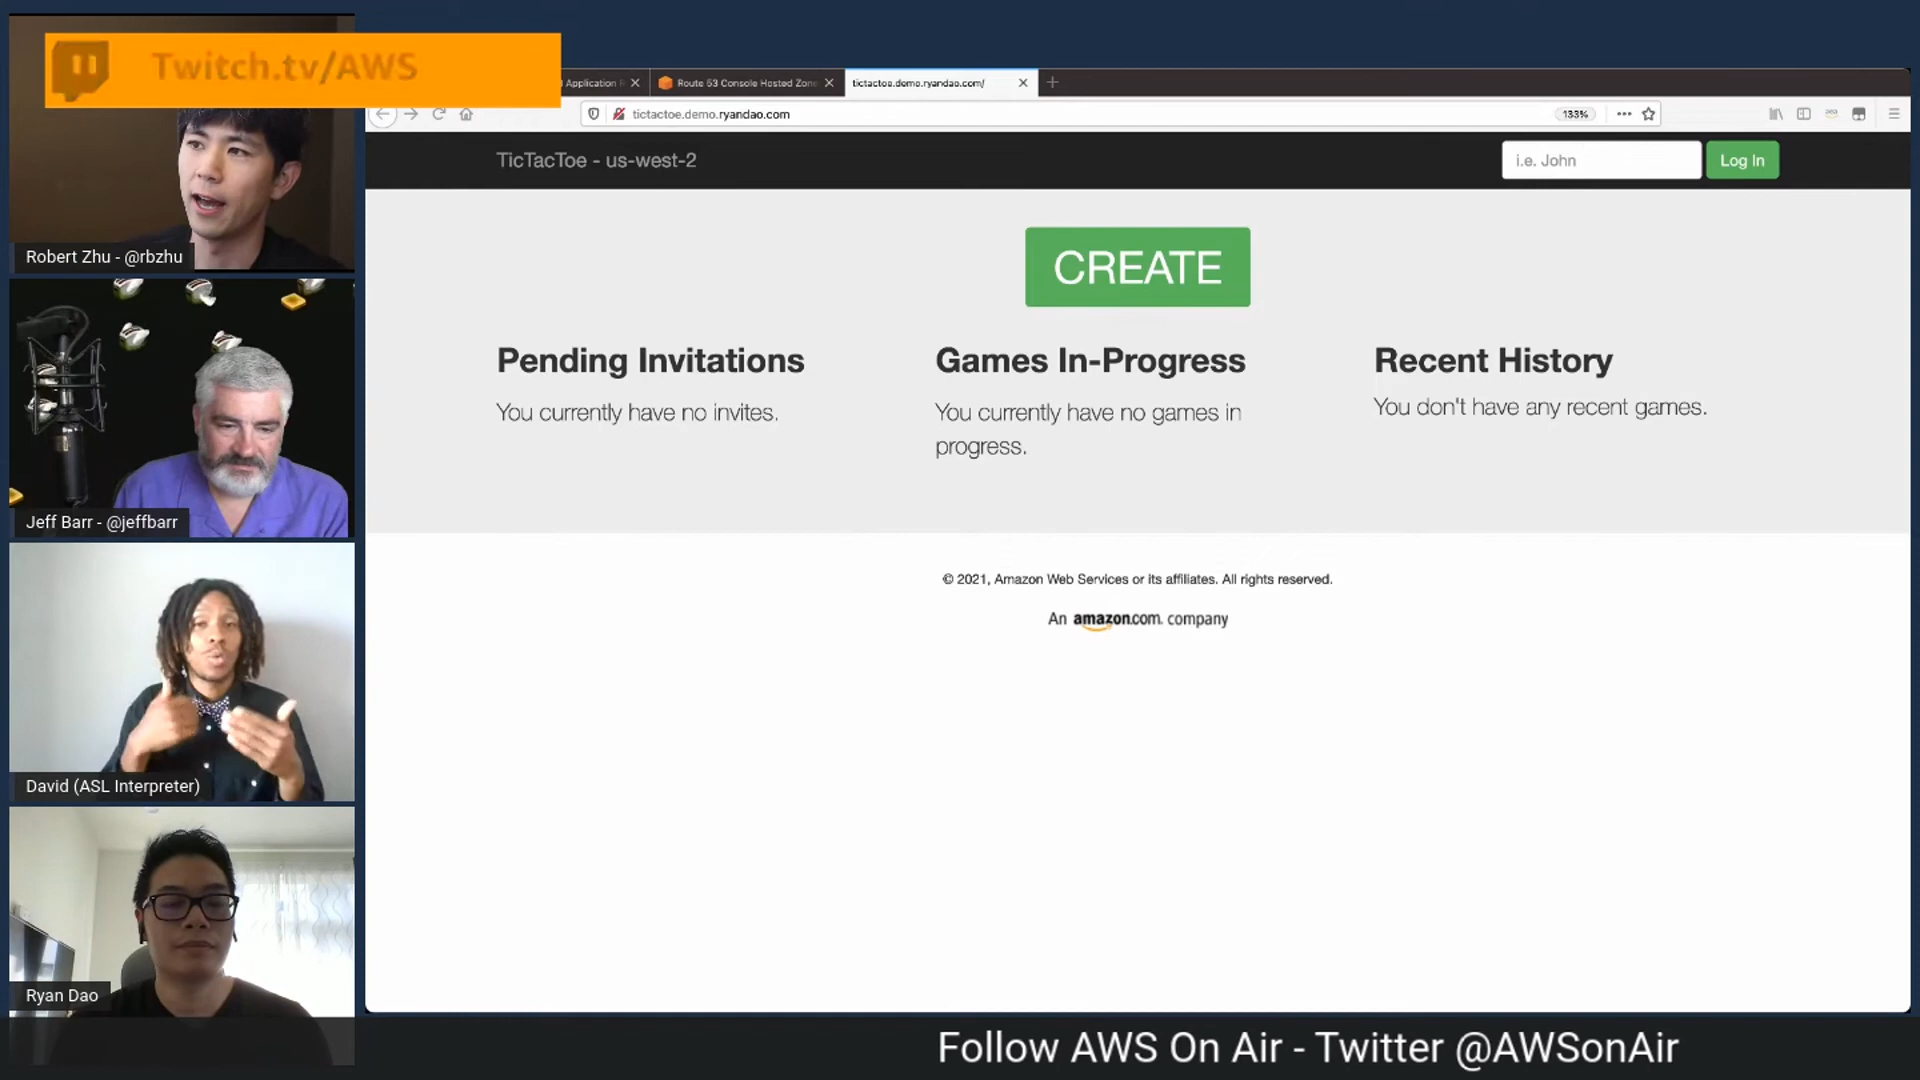 Twitch.tv/AWS
Application
Route 53 Console Hosted Zone
tictactoe.demo.ryandao.com/
tictactoe.demo.ryandao.com
133%
TicTacToe - us-west-2
i.e. John
Log In
CREATE
Pending Invitations
You currently have no invites.
Games In-Progress
You currently have no games in
progress.
Recent History
You don't have any recent games.
© 2021, Amazon Web Services or its affiliates. All rights reserved.
An amazon.com. company
Robert Zhu - @rbzhu
Jeff Barr - @jeffbarr
David (ASL Interpreter)
Ryan Dao
Follow AWS On Air - Twitter @AWSonAir